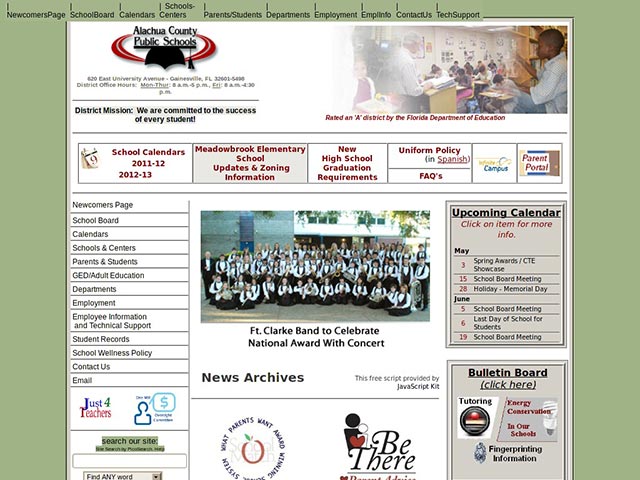 NewcomersPage
SchoolBoard
Calendars
Schools-Centers
Parents/Students
Departments
Employment
EmplInfo
ContactUs
TechSupport
Alachua County
Public Schools
620 East University Avenue - Gainesville, FL 32601-5498
District Office Hours: Mon-Thur: 8 a.m.-5 p.m., Fri: 8 a.m.-4:30
p.m.
District Mission: We are committed to the success
of every student!
Rated an 'A' district by the Florida Department of Education
School Calendars
2011-12
2012-13
Meadowbrook Elementary
School
Updates & Zoning
Information
New
High School
Graduation
Requirements
Uniform Policy
(in Spanish)
FAQ's
Infinite
Campus
Parent
Portal
Newcomers Page
School Board
Calendars
Schools & Centers
Parents & Students
GED/Adult Education
Departments
Employment
Employee Information
and Technical Support
Student Records
School Wellness Policy
Contact Us
Email
Just 4
Teachers
One Mill
Oversight
Committee
search our site:
Site Search by PicoSearch. Help
Find ANY word
Ft. Clarke Band to Celebrate
National Award With Concert
News Archives
This free script provided by
JavaScript Kit
WHAT PARENTS WANT AWARD WINNING SCHOOL SYSTEM
Be
There
Parent Advice
Upcoming Calendar
Click on item for more
info.
May
3 Spring Awards / CTE
Showcase
15 School Board Meeting
28 Holiday - Memorial Day
June
5 School Board Meeting
6 Last Day of School for
Students
19 School Board Meeting
Bulletin Board
(click here)
Tutoring
Energy
Conservation
In Our
Schools
Fingerprinting
Information